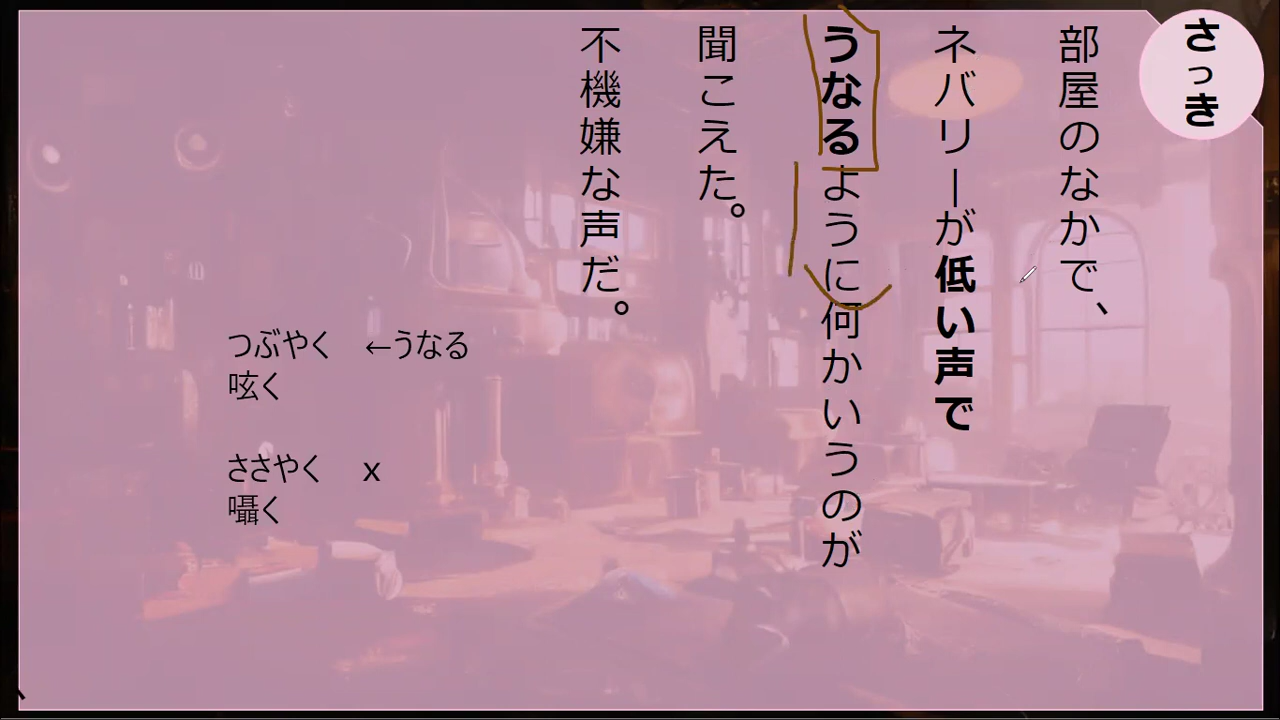 さっき
部屋のなかで、
ネバリーが低い声で
うなるように何かいうのが
聞こえた。
不機嫌な声だ。
つぶやく　←うなる
呟く
ささやく　x
囁く